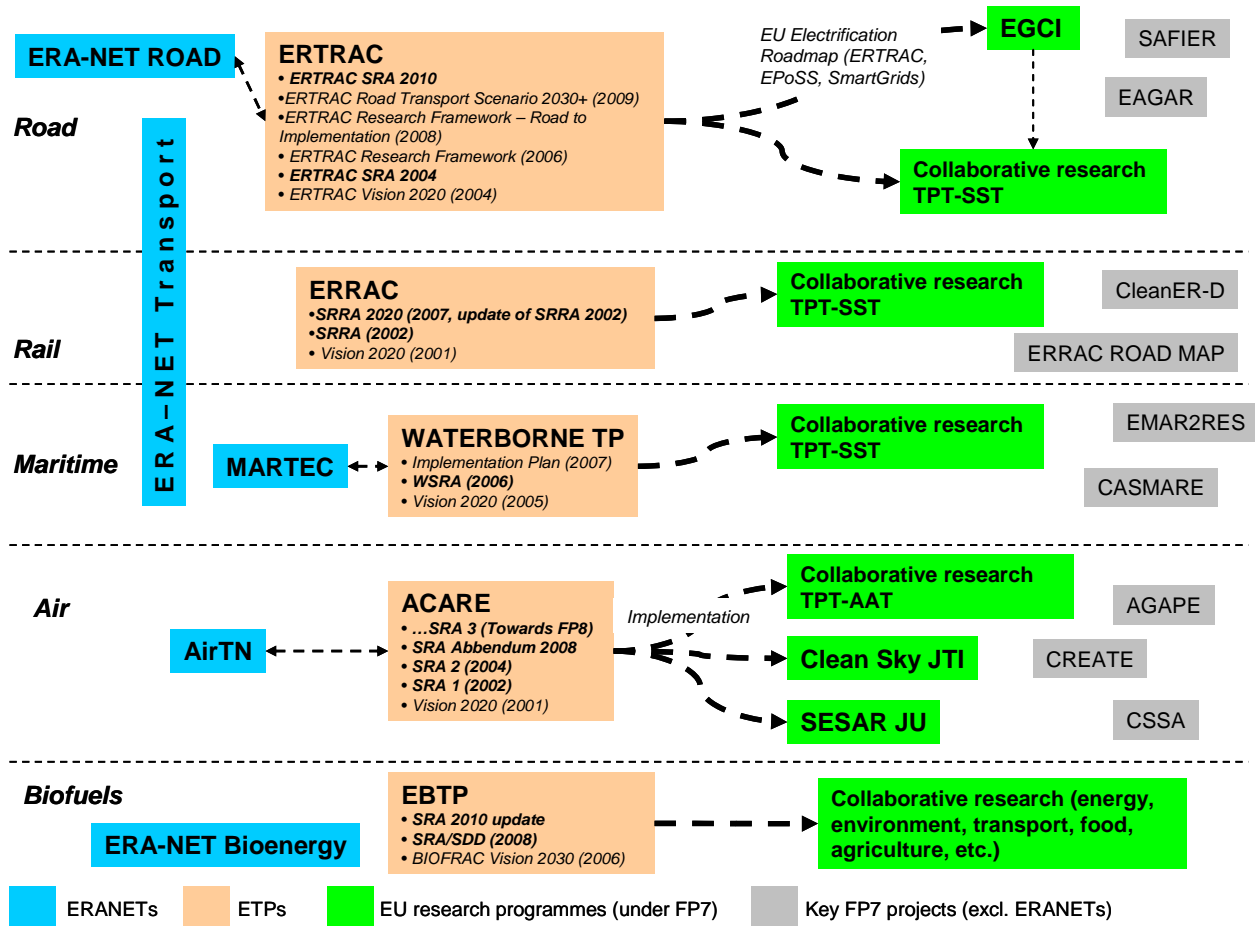 ERA-NET ROAD
ERTRAC
• ERTRAC SRA 2010
•ERTRAC Road Transport Scenario 2030+ (2009)
•ERTRAC Research Framework – Road to
Implementation (2008)
• ERTRAC Research Framework (2006)
• ERTRAC SRA 2004
• ERTRAC Vision 2020 (2004)
EU Electrification
Roadmap (ERTRAC,
EPoSS, SmartGrids)
EGCI
SAFIER
EAGAR
Road
Collaborative research
TPT-SST
ERA–NET Transport
Rail
ERRAC
•SRRA 2020 (2007, update of SRRA 2002)
•SRRA (2002)
• Vision 2020 (2001)
Collaborative research
TPT-SST
CleanER-D
ERRAC ROAD MAP
Maritime
MARTEC
WATERBORNE TP
• Implementation Plan (2007)
• WSRA (2006)
• Vision 2020 (2005)
Collaborative research
TPT-SST
EMAR2RES
CASMARE
Air
AirTN
ACARE
• …SRA 3 (Towards FP8)
• SRA Abbendum 2008
• SRA 2 (2004)
• SRA 1 (2002)
• Vision 2020 (2001)
Implementation
Collaborative research
TPT-AAT
Clean Sky JTI
SESAR JU
AGAPE
CREATE
CSSA
Biofuels
ERA-NET Bioenergy
EBTP
• SRA 2010 update
• SRA/SDD (2008)
• BIOFRAC Vision 2030 (2006)
Collaborative research (energy,
environment, transport, food,
agriculture, etc.)
ERANETs
ETPs
EU research programmes (under FP7)
Key FP7 projects (excl. ERANETs)